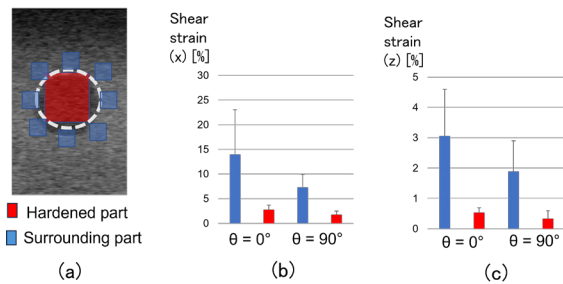 Hardened part
Surrounding part
(a)
Shear
strain
(x) [%]
30
25
20
15
10
5
0
θ = 0°
θ = 90°
(b)
Shear
strain
(z) [%]
5
4
3
2
1
0
θ = 0°
θ = 90°
(c)